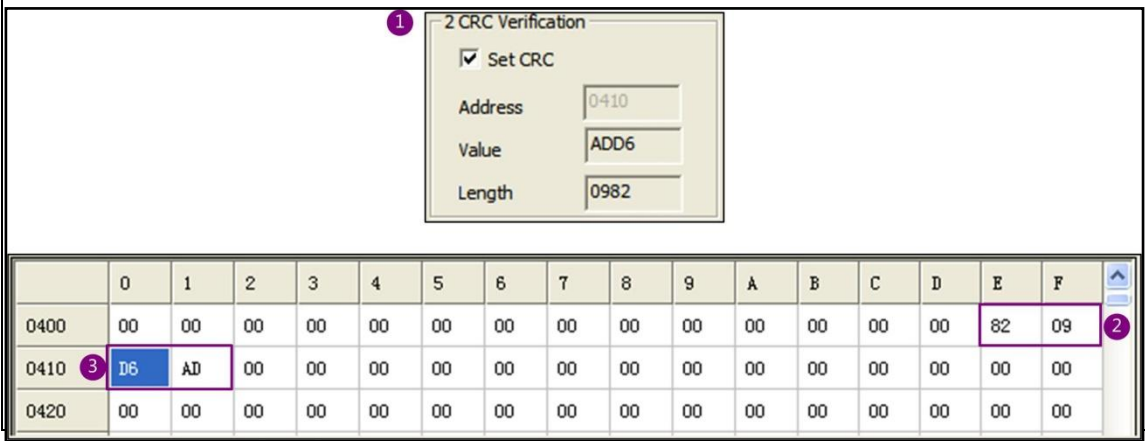 1
2 CRC Verification
Set CRC
Address 0410
Value ADD6
Length 0982
0 1 2 3 4 5 6 7 8 9 A B C D E F
0400 00 00 00 00 00 00 00 00 00 00 00 00 00 00 82 09 2
0410 3 D6 AD 00 00 00 00 00 00 00 00 00 00 00 00 00 00
0420 00 00 00 00 00 00 00 00 00 00 00 00 00 00 00 00